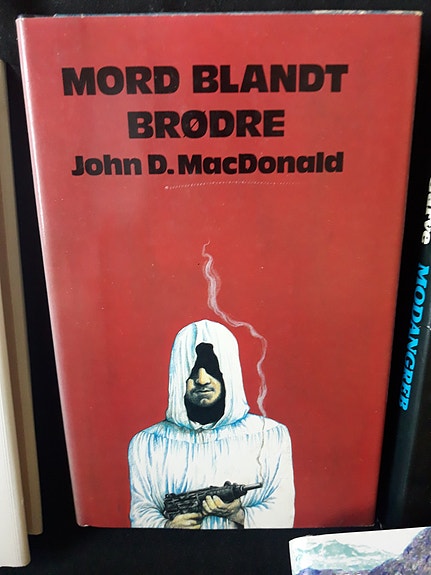 MORD BLANDT
BRØDRE
John D. MacDonald
MODANGREB